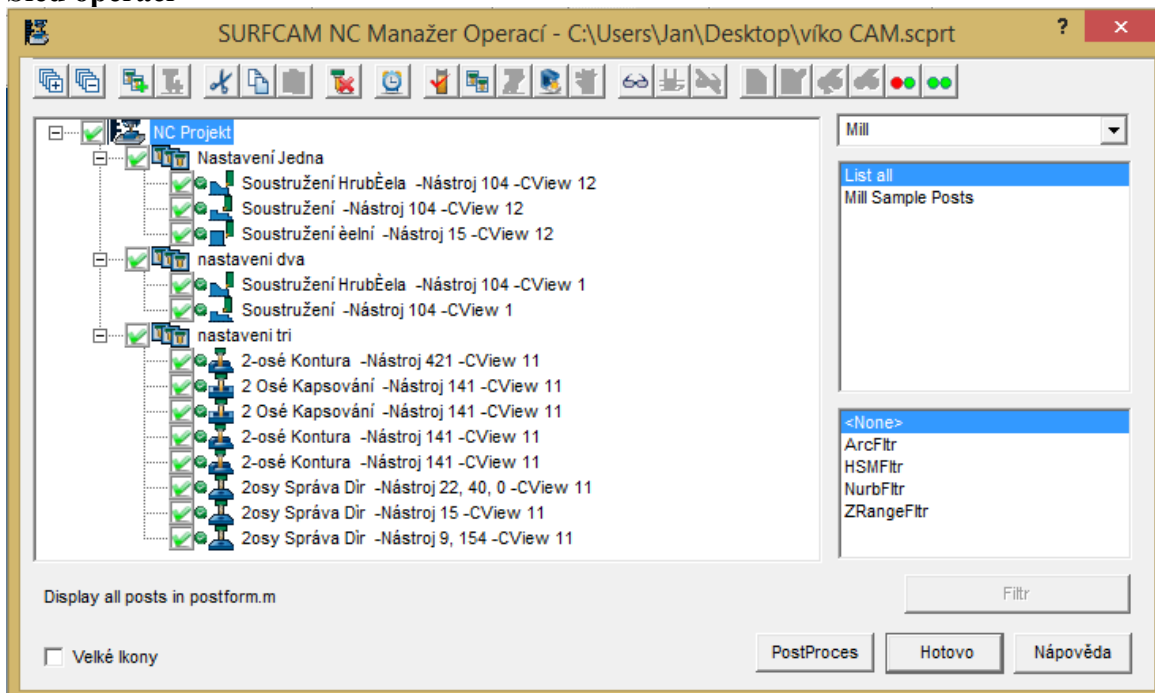 SURFCAM NC Manažer Operací - C:\Users\Jan\Desktop\víko CAM.scprt
NC Projekt
Nastavení Jedna
Soustružení HrubÈela -Nástroj 104 -CView 12
Soustružení -Nástroj 104 -CView 12
Soustružení èelní -Nástroj 15 -CView 12
nastaveni dva
Soustružení HrubÈela -Nástroj 104 -CView 1
Soustružení -Nástroj 104 -CView 1
nastaveni tri
2-osé Kontura -Nástroj 421 -CView 11
2 Osé Kapsování -Nástroj 141 -CView 11
2 Osé Kapsování -Nástroj 141 -CView 11
2-osé Kontura -Nástroj 141 -CView 11
2-osé Kontura -Nástroj 141 -CView 11
2osy Správa Dìr -Nástroj 22, 40, 0 -CView 11
2osy Správa Dìr -Nástroj 15 -CView 11
2osy Správa Dìr -Nástroj 9, 154 -CView 11
Mill
List all
Mill Sample Posts
<None>
ArcFltr
HSMFltr
NurbFltr
ZRangeFltr
Display all posts in postform.m
Filtr
Velké Ikony
PostProces
Hotovo
Nápověda